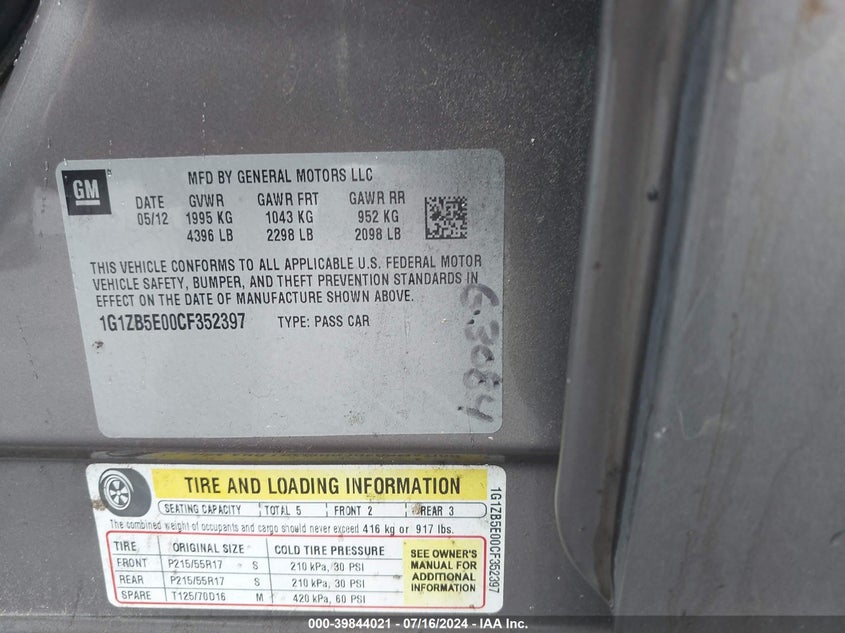 GM
MFD BY GENERAL MOTORS LLC
DATE GVWR GAWR FRT GAWR RR
05/12 1995 KG 1043 KG 952 KG
4396 LB 2298 LB 2098 LB
THIS VEHICLE CONFORMS TO ALL APPLICABLE U.S. FEDERAL MOTOR
VEHICLE SAFETY, BUMPER, AND THEFT PREVENTION STANDARDS IN
EFFECT ON THE DATE OF MANUFACTURE SHOWN ABOVE.
1G1ZB5E00CF352397 TYPE: PASS CAR
G.3084
TIRE AND LOADING INFORMATION
SEATING CAPACITY TOTAL 5 FRONT 2 REAR 3
The combined weight of occupants and cargo should never exceed 416 kg or 917 lbs.
TIRE ORIGINAL SIZE COLD TIRE PRESSURE
FRONT P215/55R17 S 210 kPa, 30 PSI
REAR P215/55R17 S 210 kPa, 30 PSI
SPARE T125/70D16 M 420 kPa, 60 PSI
SEE OWNER'S
MANUAL FOR
ADDITIONAL
INFORMATION
1G1ZB5E00CF352397
000-39844021 - 07/16/2024 - IAA Inc.